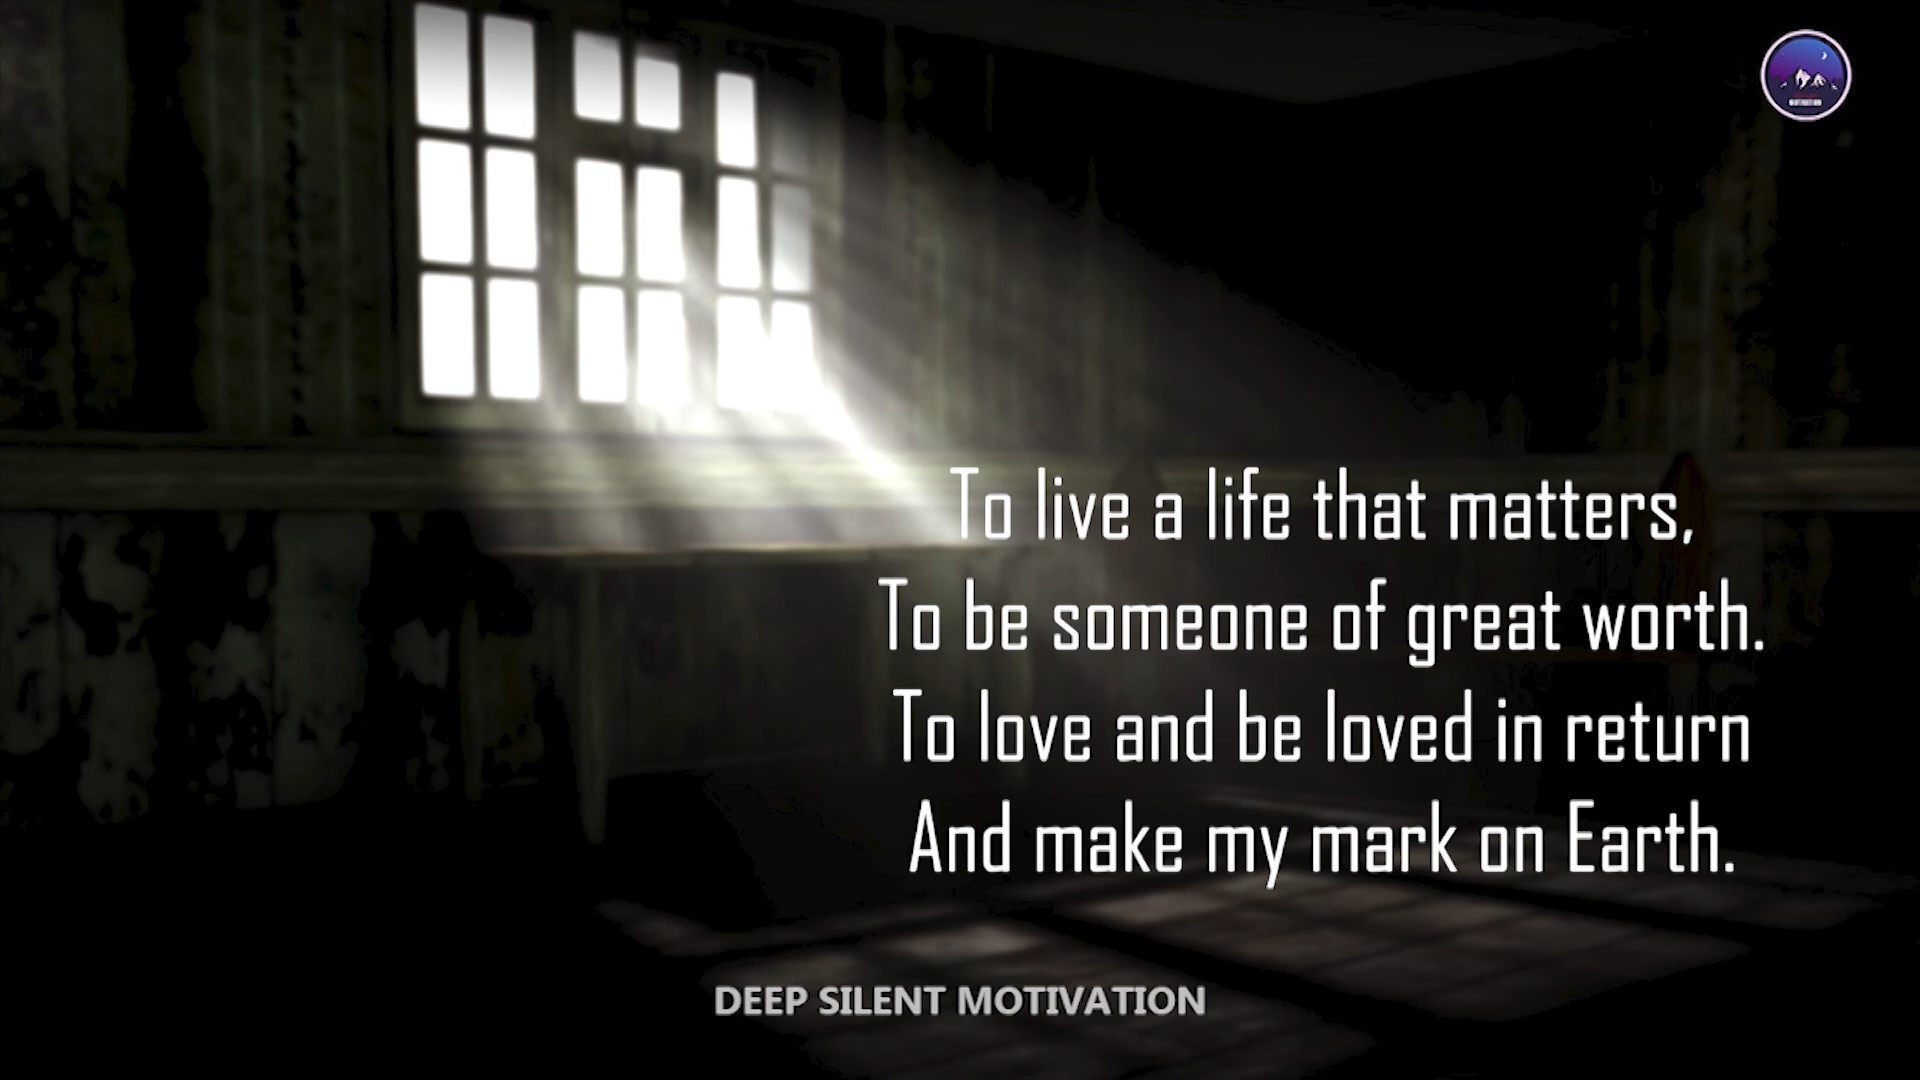 To live a life that matters,
To be someone of great worth.
To love and be loved in return
And make my mark on Earth.
DEEP SILENT MOTIVATION